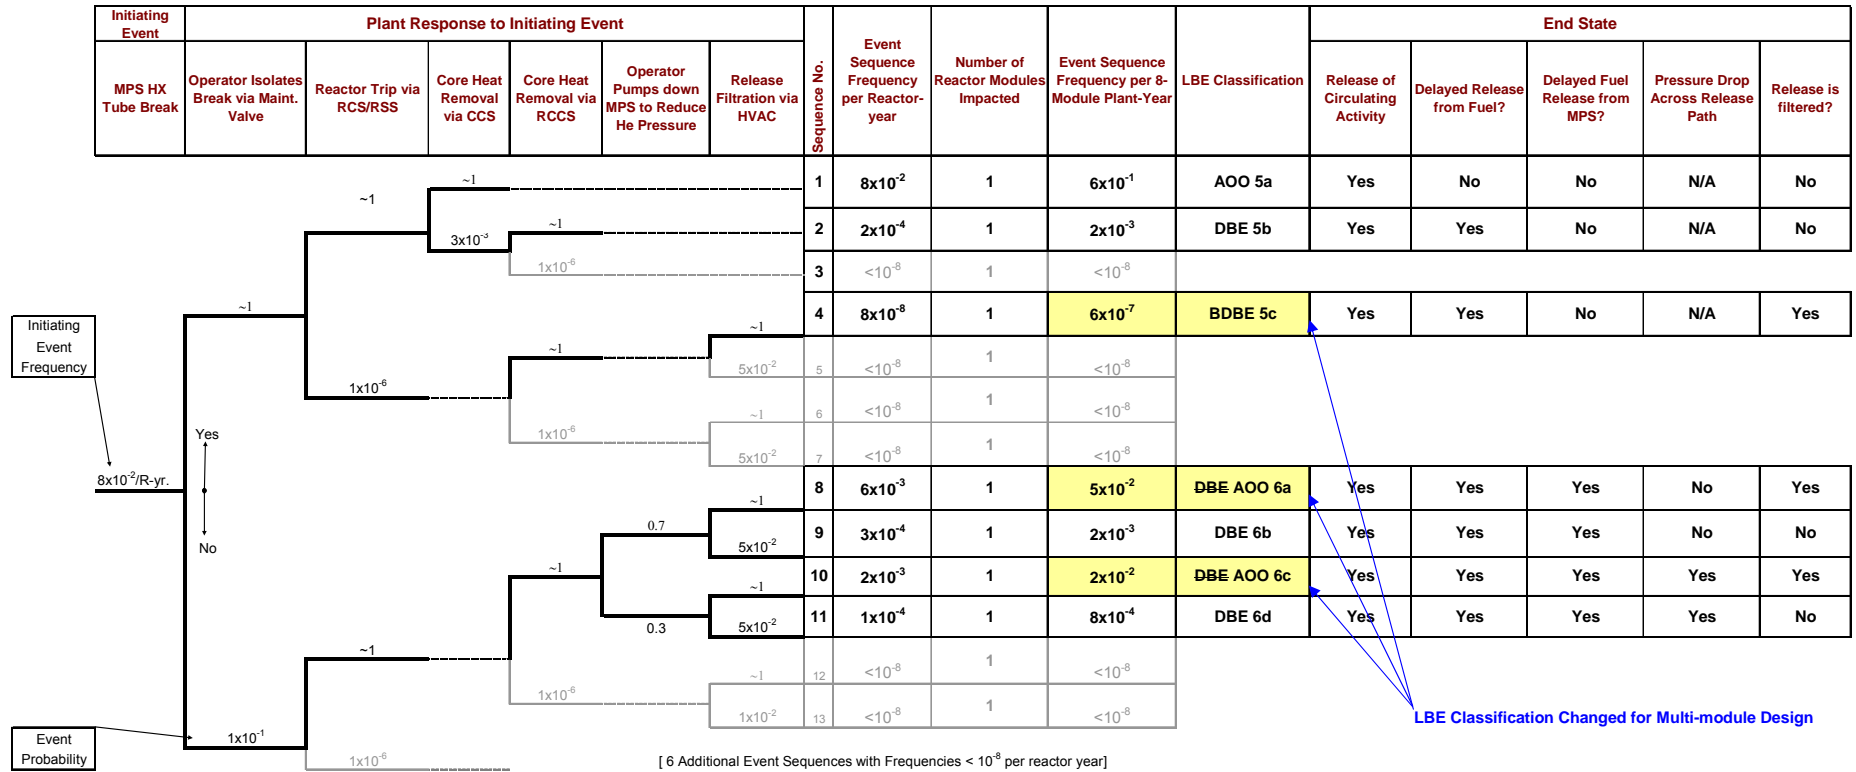 Initiating
Event
Plant Response to Initiating Event
End State
MPS HX
Tube Break
Operator Isolates
Break via Maint.
Valve
Reactor Trip via
RCS/RSS
Core Heat
Removal
via CCS
Core Heat
Removal via
RCCS
Operator
Pumps down
MPS to Reduce
He Pressure
Release
Filtration via
HVAC
Sequence No.
Event
Sequence
Frequency
per Reactor-
year
Number of
Reactor Modules
Impacted
Event Sequence
Frequency per 8-
Module Plant-Year
LBE Classification
Release of
Circulating
Activity
Delayed Release
from Fuel?
Delayed Fuel
Release from
MPS?
Pressure Drop
Across Release
Path
Release is
filtered?
~1
~1
1 8x10⁻² 1 6x10⁻¹ AOO 5a Yes No No N/A No
3x10⁻³
~1
2 2x10⁻⁴ 1 2x10⁻³ DBE 5b Yes Yes No N/A No
1x10⁻⁶
3 <10⁻⁸ 1 <10⁻⁸
~1
4 8x10⁻⁸ 1 6x10⁻⁷ BDBE 5c Yes Yes No N/A Yes
Initiating
Event
Frequency
~1
~1
1x10⁻⁶
5x10⁻² 5 <10⁻⁸ 1 <10⁻⁸
~1 6 <10⁻⁸ 1 <10⁻⁸
1x10⁻⁶
5x10⁻² 7 <10⁻⁸ 1 <10⁻⁸
Yes
8x10⁻²/R-yr.
No
~1
8 6x10⁻³ 1 5x10⁻² DBE AOO 6a Yes Yes Yes No Yes
0.7
5x10⁻²
9 3x10⁻⁴ 1 2x10⁻³ DBE 6b Yes Yes Yes No No
~1
~1
10 2x10⁻³ 1 2x10⁻² DBE AOO 6c Yes Yes Yes Yes Yes
0.3
5x10⁻²
11 1x10⁻⁴ 1 8x10⁻⁴ DBE 6d Yes Yes Yes Yes No
~1
~1 12 <10⁻⁸ 1 <10⁻⁸
1x10⁻⁶
1x10⁻² 13 <10⁻⁸ 1 <10⁻⁸
LBE Classification Changed for Multi-module Design
Event
Probability
1x10⁻¹
1x10⁻⁶
[ 6 Additional Event Sequences with Frequencies < 10⁻⁸ per reactor year]